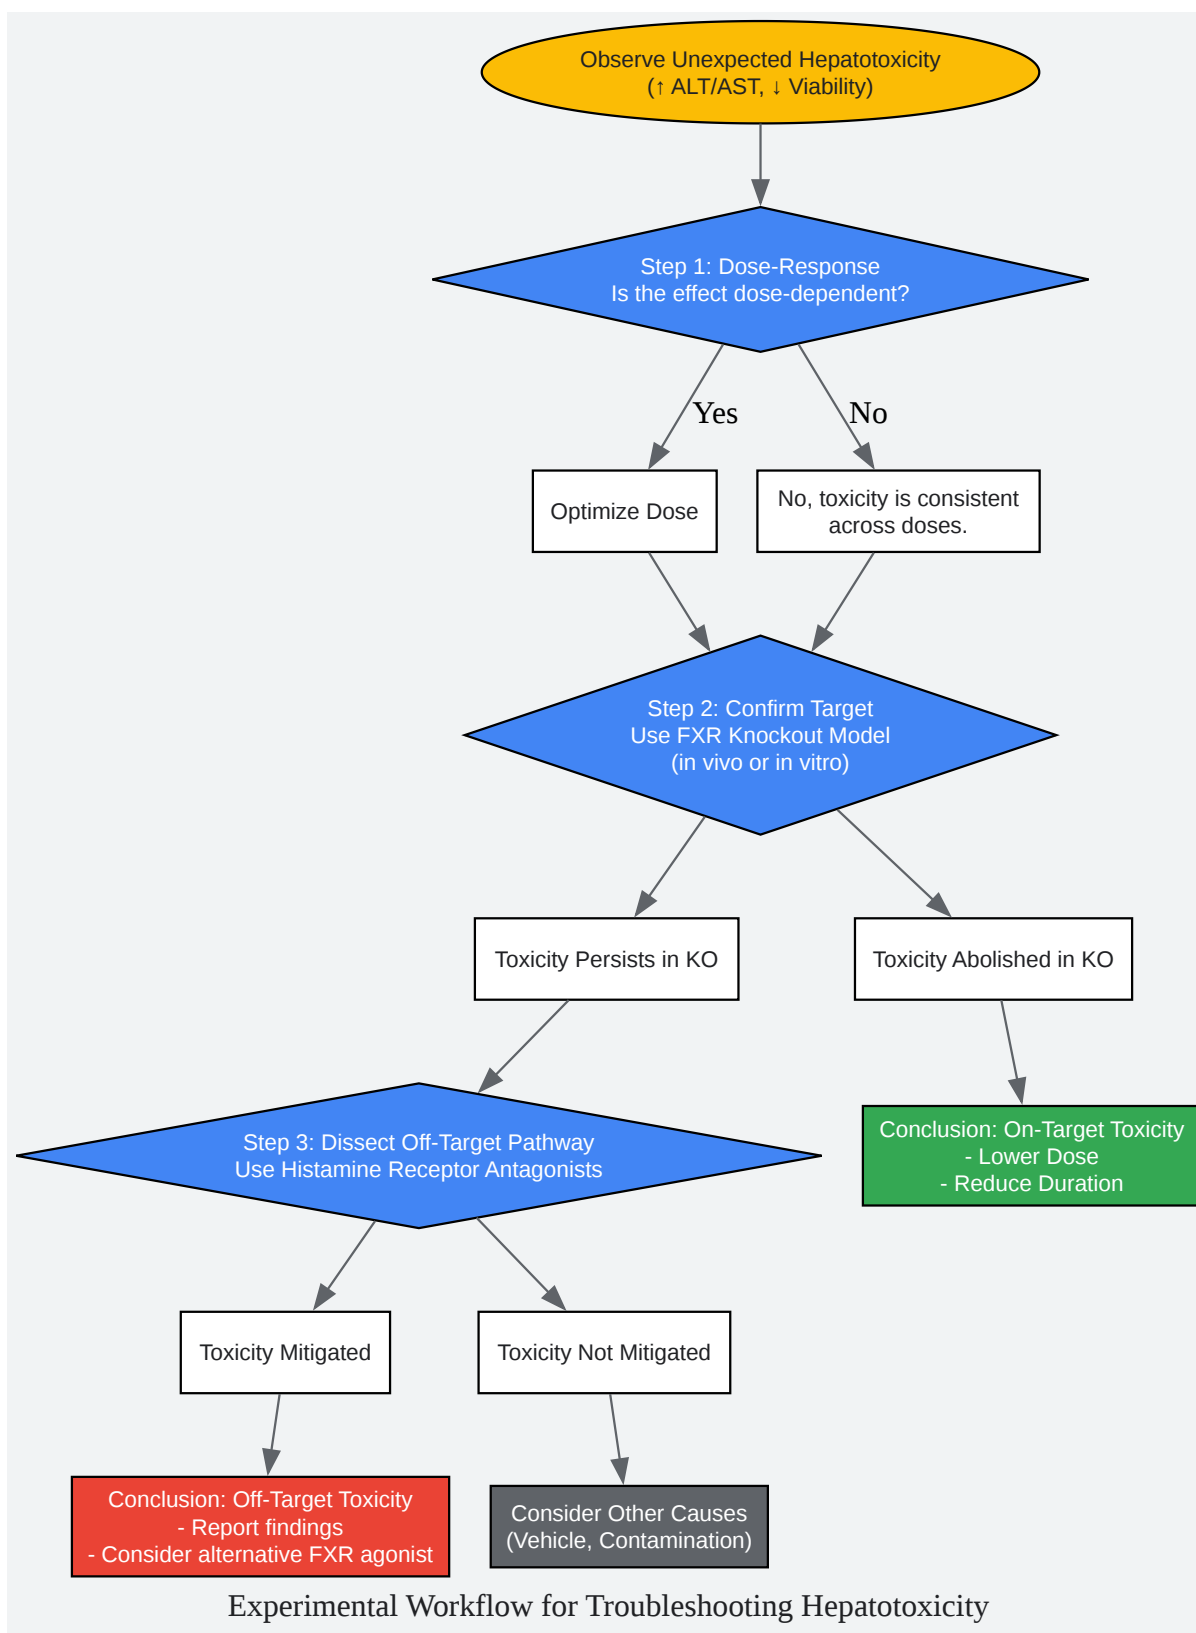 Observe Unexpected Hepatotoxicity
(↑ ALT/AST, ↓ Viability)
Step 1: Dose-Response
Is the effect dose-dependent?
Yes
No
Optimize Dose
No, toxicity is consistent
across doses.
Step 2: Confirm Target
Use FXR Knockout Model
(in vivo or in vitro)
Toxicity Persists in KO
Toxicity Abolished in KO
Step 3: Dissect Off-Target Pathway
Use Histamine Receptor Antagonists
Conclusion: On-Target Toxicity
- Lower Dose
- Reduce Duration
Toxicity Mitigated
Toxicity Not Mitigated
Conclusion: Off-Target Toxicity
- Report findings
- Consider alternative FXR agonist
Consider Other Causes
(Vehicle, Contamination)
Experimental Workflow for Troubleshooting Hepatotoxicity